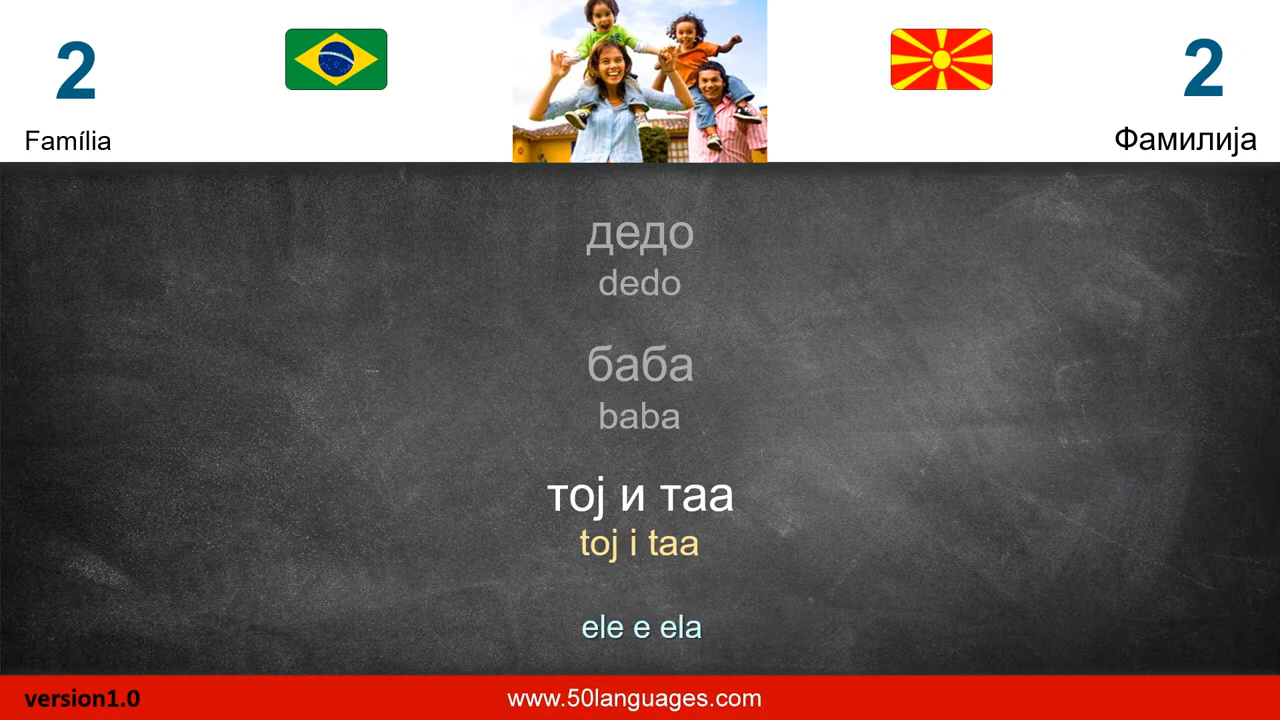 2
2
Família
Фамилија
дедо
dedo
баба
baba
тој и таа
toj i taa
ele e ela
version1.0
www.50languages.com